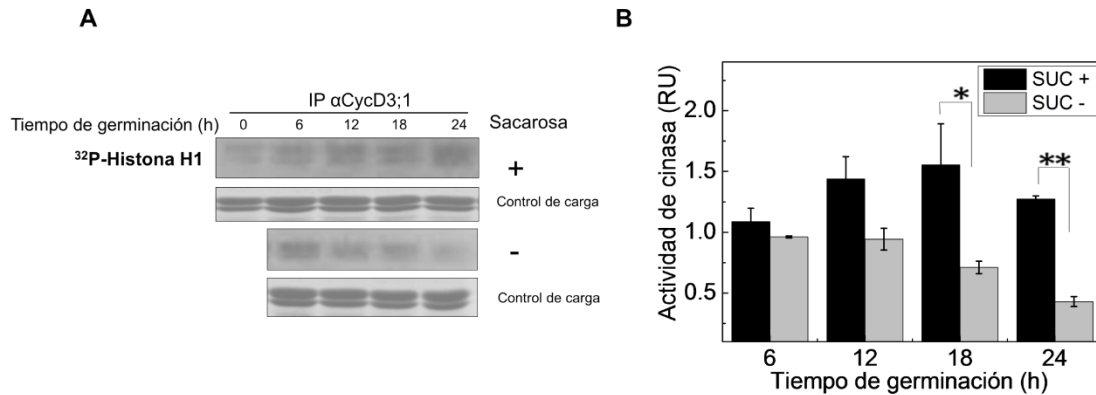 A
IP αCycD3;1
Tiempo de germinación (h) 0 6 12 18 24 Sacarosa
³²P-Histona H1
+
Control de carga
-
Control de carga
B
SUC +
SUC -
*
**
Actividad de cinasa (RU)
2.0
1.5
1.0
0.5
6 12 18 24
Tiempo de germinación (h)